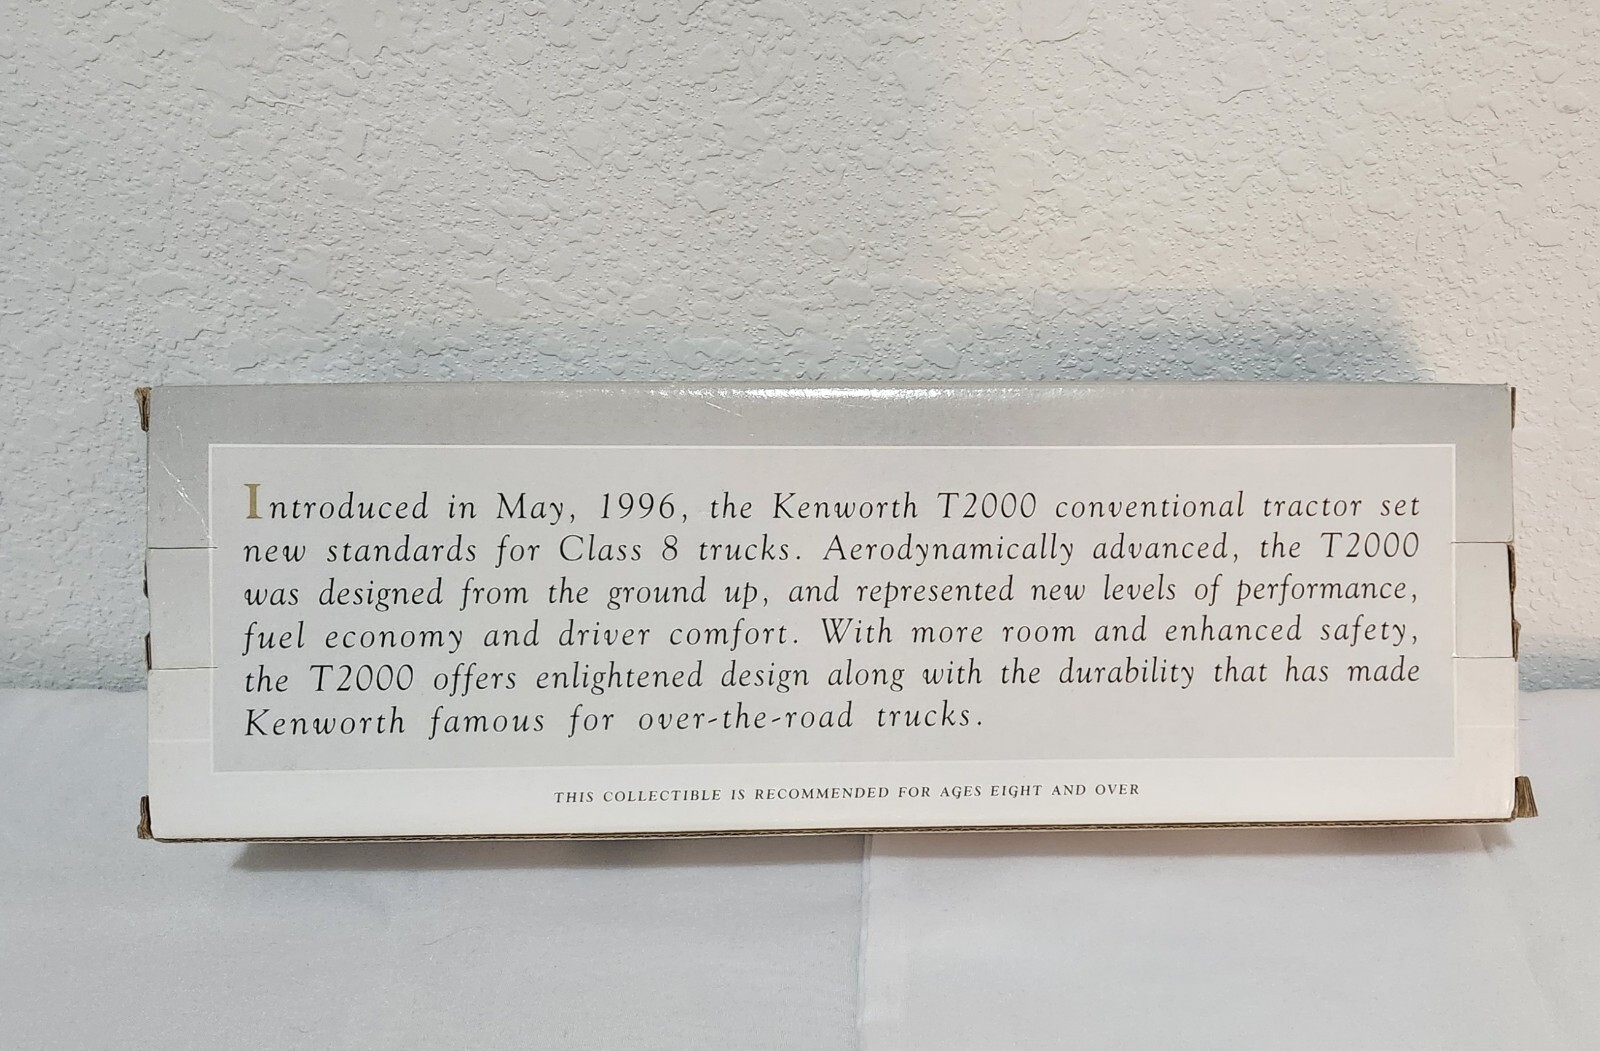 Introduced in May, 1996, the Kenworth T2000 conventional tractor set
new standards for Class 8 trucks. Aerodynamically advanced, the T2000
was designed from the ground up, and represented new levels of performance,
fuel economy and driver comfort. With more room and enhanced safety,
the T2000 offers enlightened design along with the durability that has made
Kenworth famous for over-the-road trucks.
THIS COLLECTIBLE IS RECOMMENDED FOR AGES EIGHT AND OVER